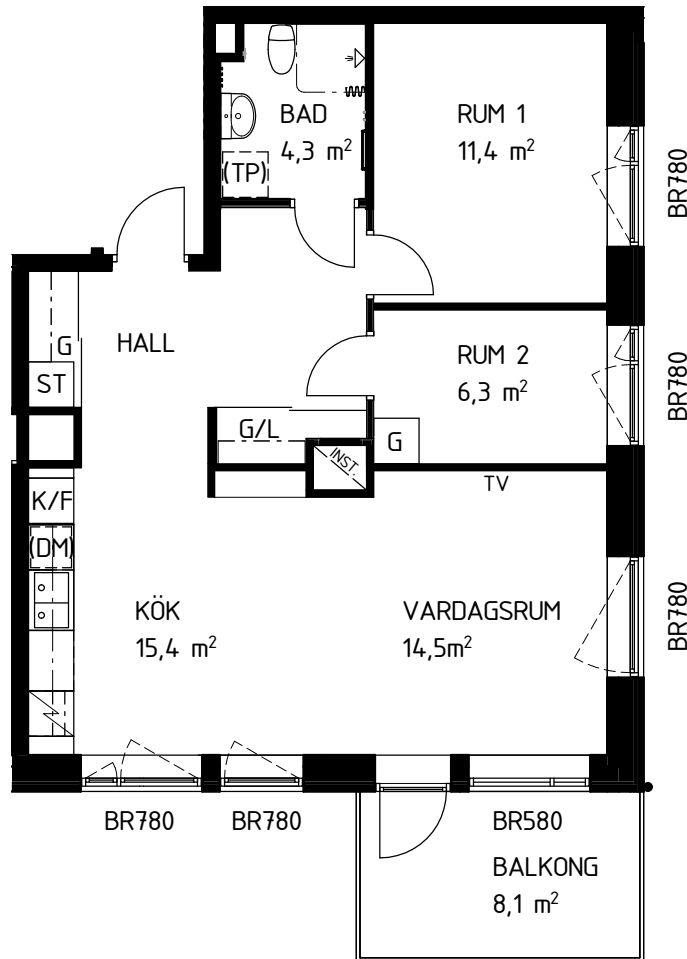 BAD
4,3 m²
(TP)
RUM 1
11,4 m²
BR780
G
ST
HALL
RUM 2
6,3 m²
BR780
G/L
INST.
G
TV
K/F
(DM)
KÖK
15,4 m²
VARDAGSRUM
14,5m²
BR780
BR780
BR780
BR580
BALKONG
8,1 m²